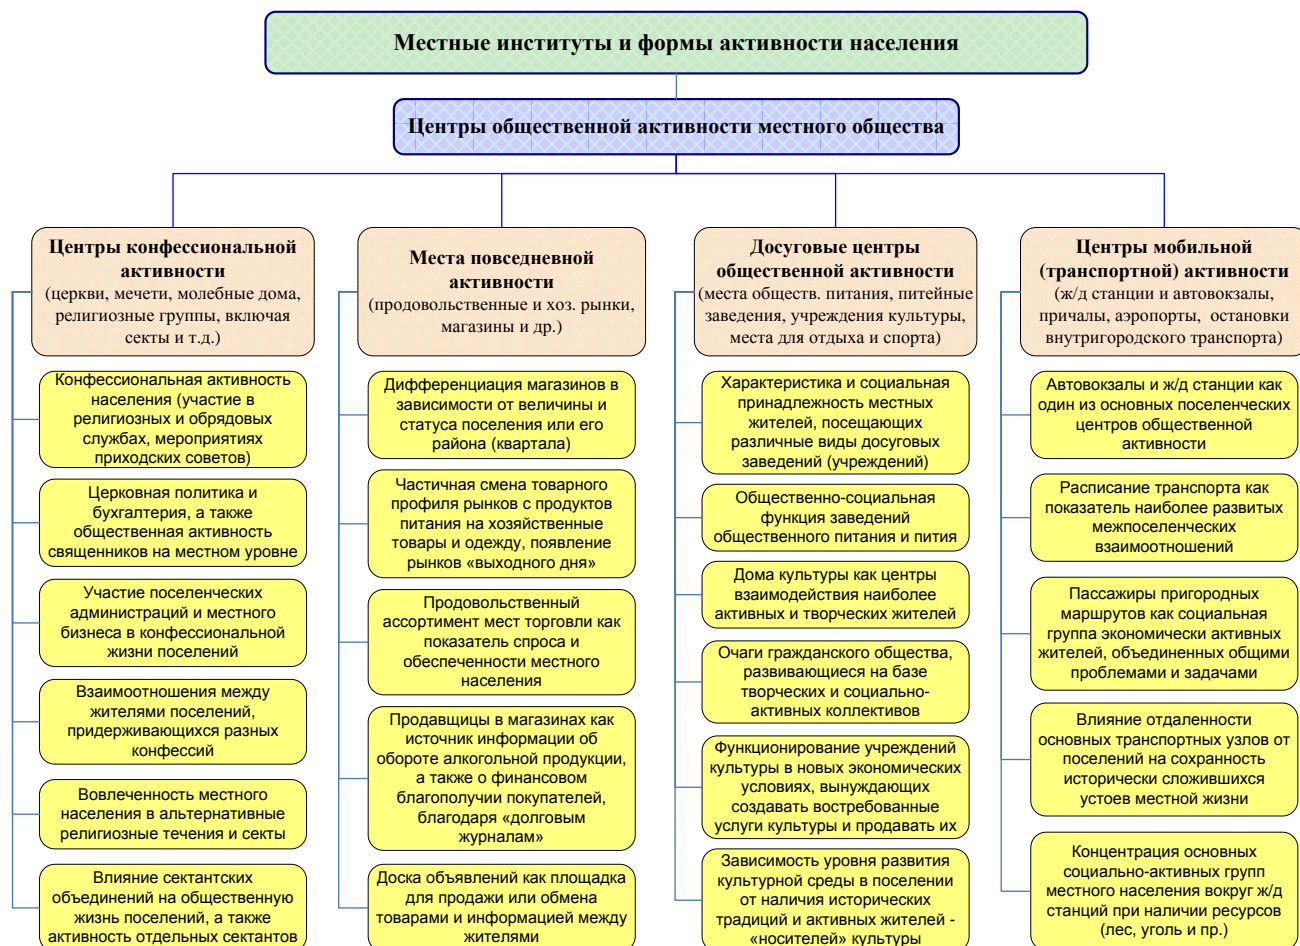 Местные институты и формы активности населения
Центры общественной активности местного общества
Центры конфессиональной
активности
(церкви, мечети, молебные дома,
религиозные группы, включая
секты и т.д.)
Конфессиональная активность
населения (участие в
религиозных и обрядовых
службах, мероприятиях
приходских советов)
Церковная политика и
бухгалтерия, а также
общественная активность
священников на местном уровне
Участие поселенческих
администраций и местного
бизнеса в конфессиональной
жизни поселений
Взаимоотношения между
жителями поселений,
придерживающихся разных
конфессий
Вовлеченность местного
населения в альтернативные
религиозные течения и секты
Влияние сектантских
объединений на общественную
жизнь поселений, а также
активность отдельных сектантов
Места повседневной
активности
(продовольственные и хоз. рынки,
магазины и др.)
Дифференциация магазинов в
зависимости от величины и
статуса поселения или его
района (квартала)
Частичная смена товарного
профиля рынков с продуктов
питания на хозяйственные
товары и одежду, появление
рынков «выходного дня»
Продовольственный
ассортимент мест торговли как
показатель спроса и
обеспеченности местного
населения
Продавщицы в магазинах как
источник информации об
обороте алкогольной продукции,
а также о финансовом
благополучии покупателей,
благодаря «долговым
журналам»
Доска объявлений как площадка
для продажи или обмена
товарами и информацией между
жителями
Досуговые центры
общественной активности
(места обществ. питания, питейные
заведения, учреждения культуры,
места для отдыха и спорта)
Характеристика и социальная
принадлежность местных
жителей, посещающих
различные виды досуговых
заведений (учреждений)
Общественно-социальная
функция заведений
общественного питания и пития
Дома культуры как центры
взаимодействия наиболее
активных и творческих жителей
Очаги гражданского общества,
развивающиеся на базе
творческих и социально-
активных коллективов
Функционирование учреждений
культуры в новых экономических
условиях, вынуждающих
создавать востребованные
услуги культуры и продавать их
Зависимость уровня развития
культурной среды в поселении
от наличия исторических
традиций и активных жителей -
«носителей» культуры
Центры мобильной
(транспортной) активности
(ж/д станции и автовокзалы,
причалы, аэропорты, остановки
внутригородского транспорта)
Автовокзалы и ж/д станции как
один из основных поселенческих
центров общественной
активности
Расписание транспорта как
показатель наиболее развитых
межпоселенческих
взаимоотношений
Пассажиры пригородных
маршрутов как социальная
группа экономически активных
жителей, объединенных общими
проблемами и задачами
Влияние отдаленности
основных транспортных узлов от
поселений на сохранность
исторически сложившихся
устоев местной жизни
Концентрация основных
социально-активных групп
местного населения вокруг ж/д
станций при наличии ресурсов
(лес, уголь и пр.)